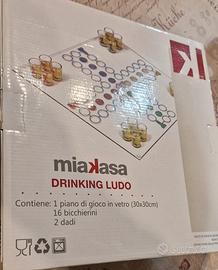 miakasa
DRINKING LUDO
Contiene: 1 piano di gioco in vetro (30x30cm)
16 bicchierini
2 dadi